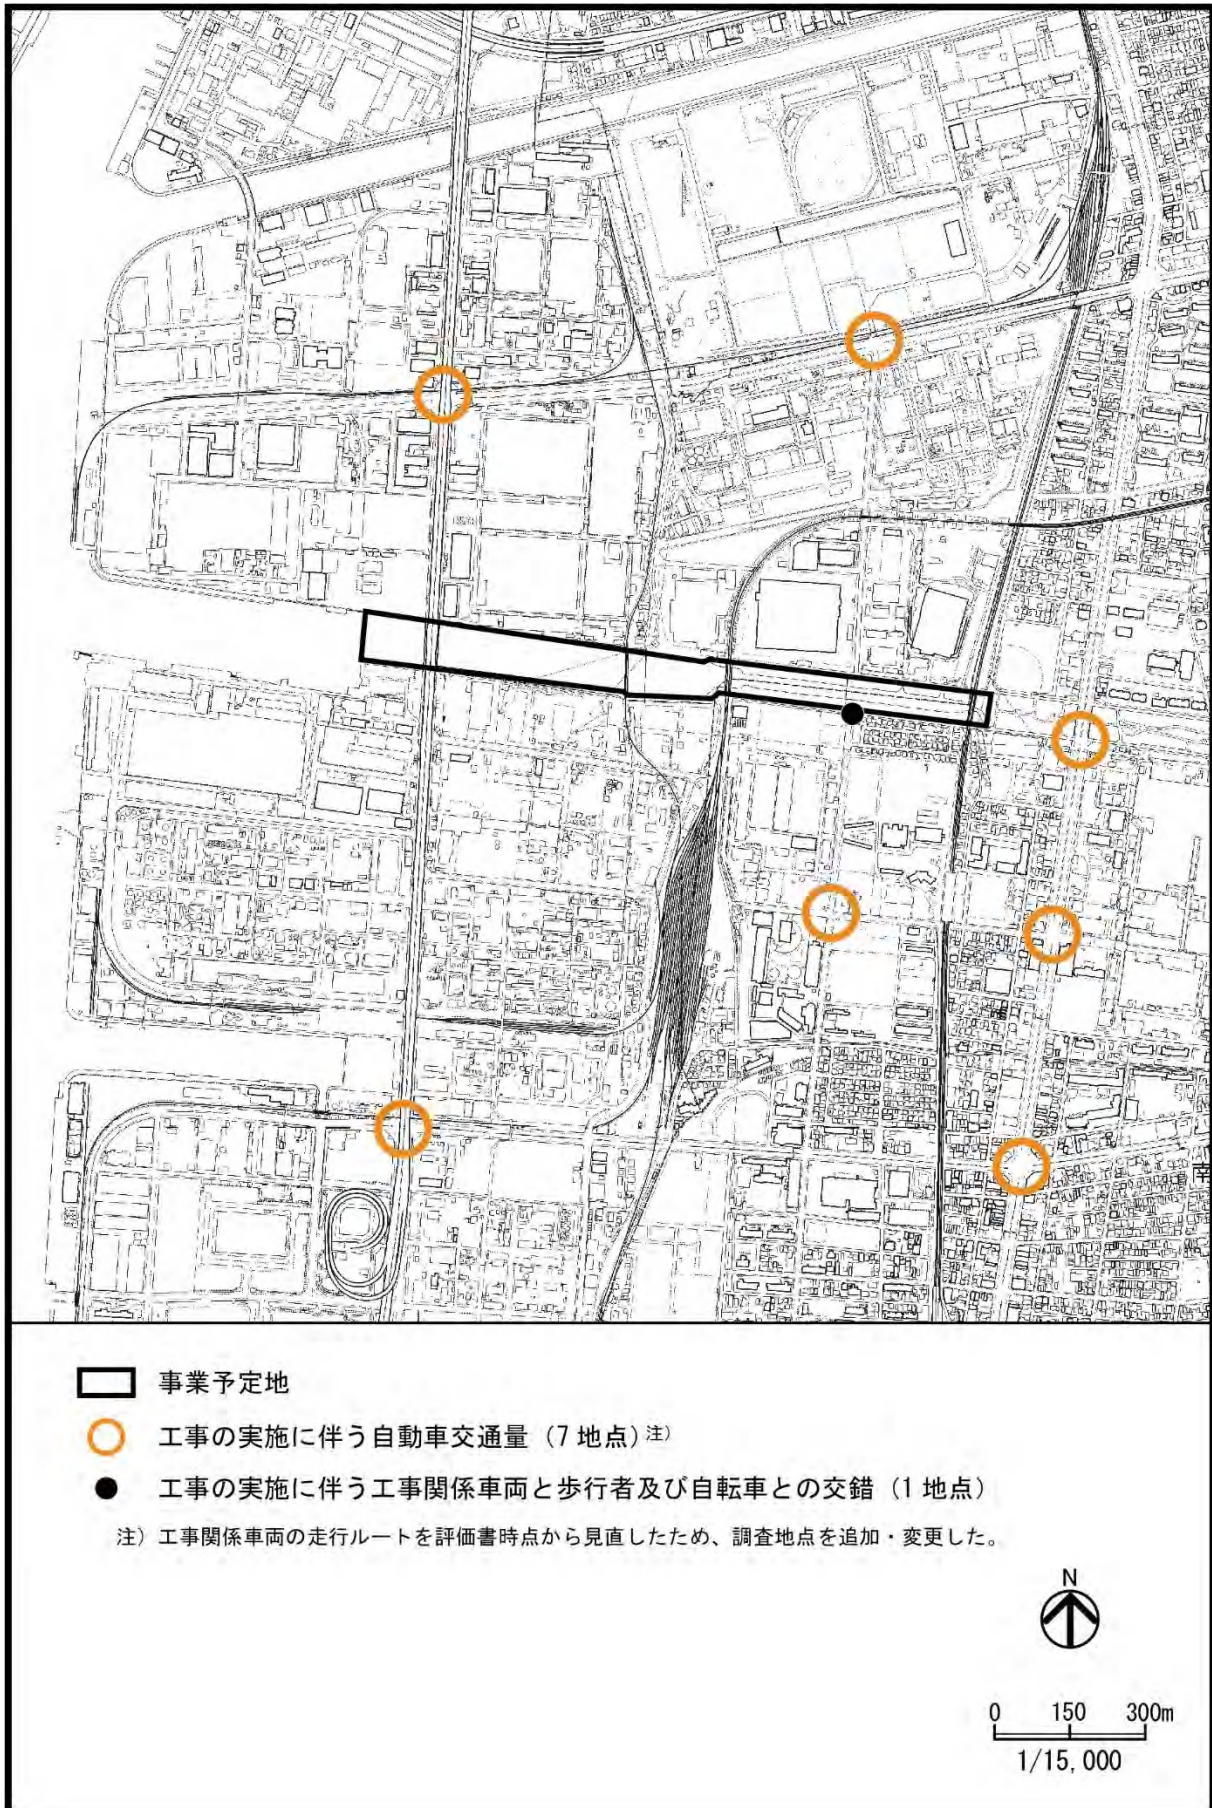 南
事業予定地
工事の実施に伴う自動車交通量（7 地点）注）
工事の実施に伴う工事関係車両と歩行者及び自転車との交錯（1 地点）
注）工事関係車両の走行ルートを評価書時点から見直したため、調査地点を追加・変更した。
N
0 150 300m
1/15,000